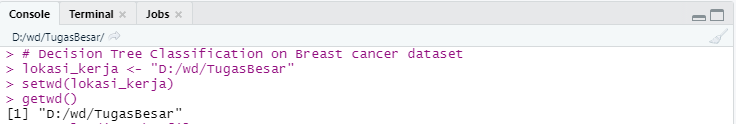 Console Terminal × Jobs ×
D:/wd/TugasBesar/
> # Decision Tree Classification on Breast cancer dataset
> lokasi_kerja <- "D:/wd/TugasBesar"
> setwd(lokasi_kerja)
> getwd()
[1] "D:/wd/TugasBesar"